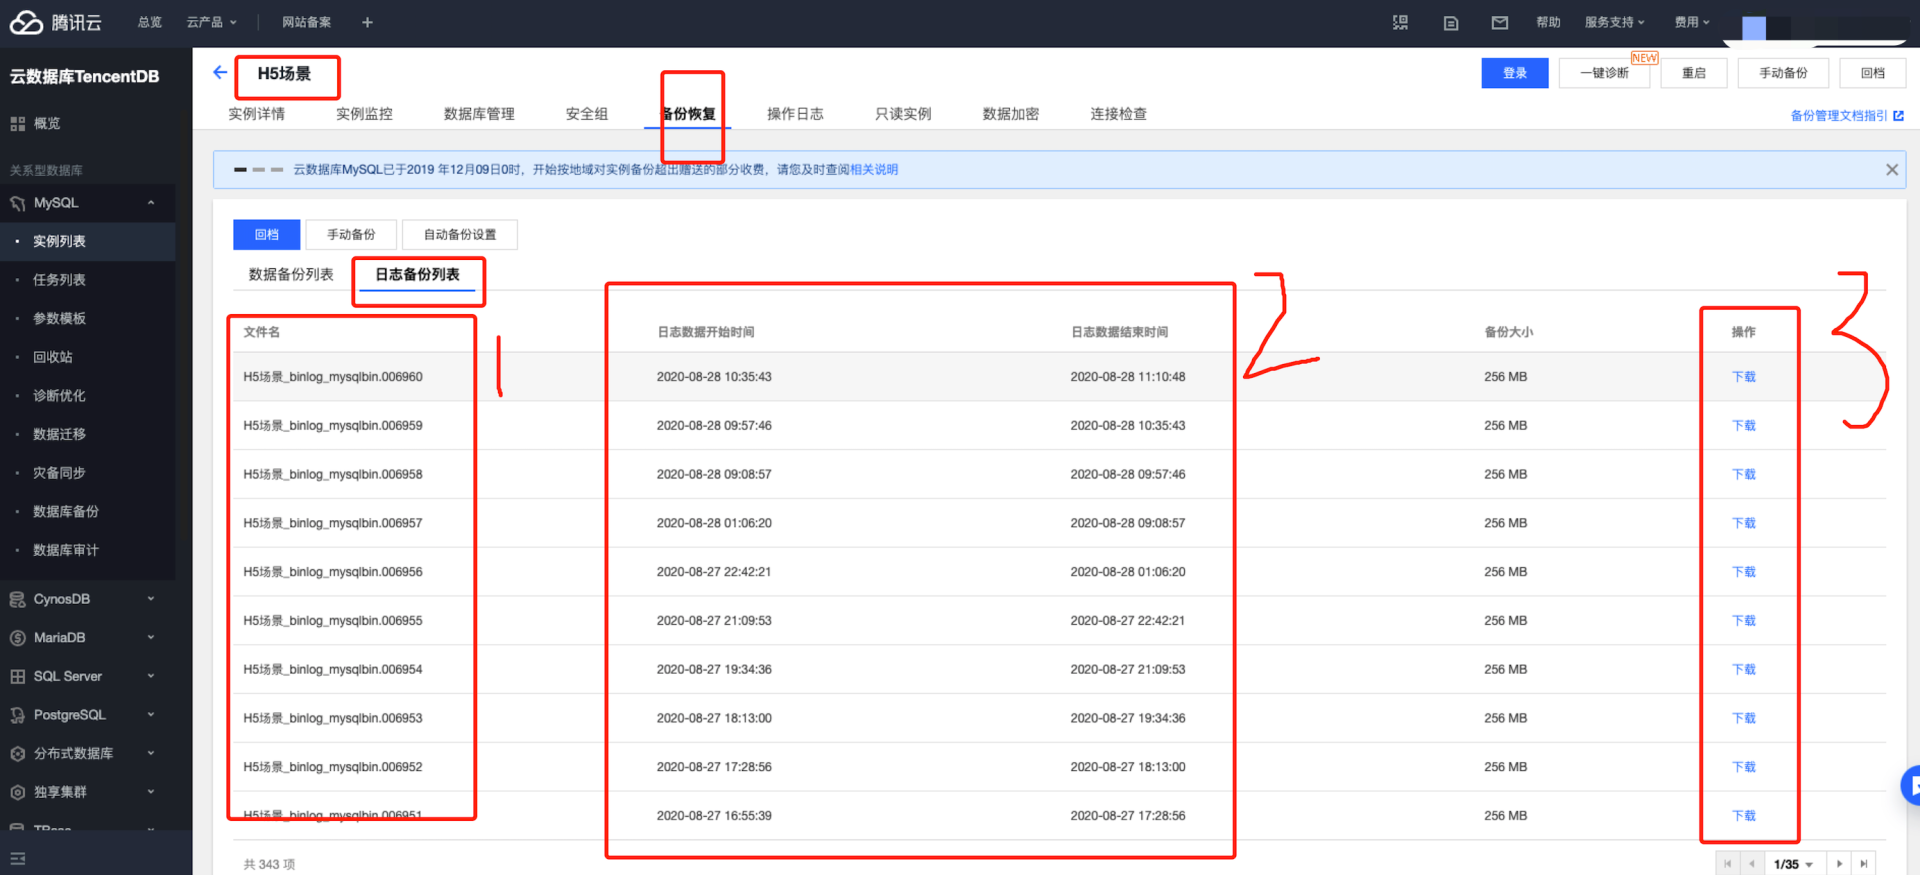 腾讯云 总览 云产品 网站备案 + 帮助 服务支持 费用
云数据库TencentDB
概览
关系型数据库
MySQL
实例列表
任务列表
参数模板
回收站
诊断优化
数据迁移
灾备同步
数据库备份
数据库审计
CynosDB
MariaDB
SQL Server
PostgreSQL
分布式数据库
独享集群
TBase
H5场景
登录 一键诊断 NEW 重启 手动备份 回档
实例详情 实例监控 数据库管理 安全组 备份恢复 操作日志 只读实例 数据加密 连接检查 备份管理文档指引
云数据库MySQL已于2019 年12月09日0时，开始按地域对实例备份超出赠送的部分收费，请您及时查阅相关说明
回档 手动备份 自动备份设置
数据备份列表 日志备份列表
1 2 3
文件名 日志数据开始时间 日志数据结束时间 备份大小 操作
H5场景_binlog_mysqlbin.006960 2020-08-28 10:35:43 2020-08-28 11:10:48 256 MB 下载
H5场景_binlog_mysqlbin.006959 2020-08-28 09:57:46 2020-08-28 10:35:43 256 MB 下载
H5场景_binlog_mysqlbin.006958 2020-08-28 09:08:57 2020-08-28 09:57:46 256 MB 下载
H5场景_binlog_mysqlbin.006957 2020-08-28 01:06:20 2020-08-28 09:08:57 256 MB 下载
H5场景_binlog_mysqlbin.006956 2020-08-27 22:42:21 2020-08-28 01:06:20 256 MB 下载
H5场景_binlog_mysqlbin.006955 2020-08-27 21:09:53 2020-08-27 22:42:21 256 MB 下载
H5场景_binlog_mysqlbin.006954 2020-08-27 19:34:36 2020-08-27 21:09:53 256 MB 下载
H5场景_binlog_mysqlbin.006953 2020-08-27 18:13:00 2020-08-27 19:34:36 256 MB 下载
H5场景_binlog_mysqlbin.006952 2020-08-27 17:28:56 2020-08-27 18:13:00 256 MB 下载
H5场景_binlog_mysqlbin.006951 2020-08-27 16:55:39 2020-08-27 17:28:56 256 MB 下载
共 343 项 1/35